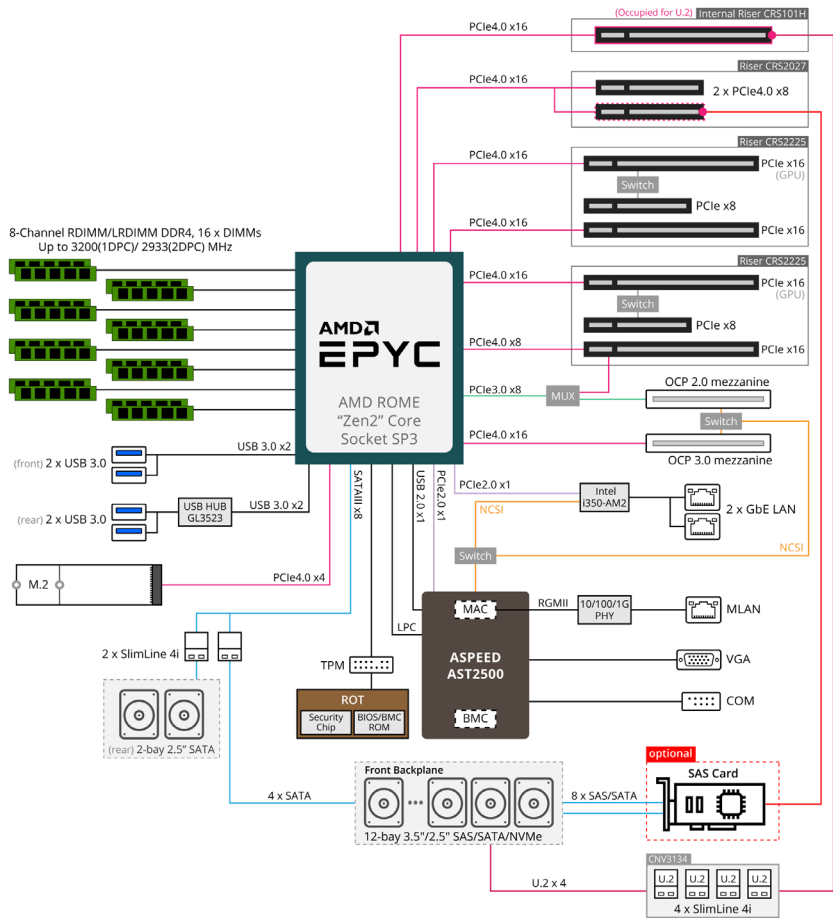 (Occupied for U.2) Internal Riser CRS101H
PCIe4.0 x16
Riser CRS2027
PCIe4.0 x16
2 x PCIe4.0 x8
Riser CRS2225
PCIe4.0 x16
PCIe x16
(GPU)
Switch
PCIe x8
PCIe4.0 x16
PCIe x16
8-Channel RDIMM/LRDIMM DDR4, 16 x DIMMs
Up to 3200(1DPC)/ 2933(2DPC) MHz
Riser CRS2225
PCIe4.0 x16
PCIe x16
(GPU)
Switch
PCIe x8
PCIe4.0 x8
PCIe x16
AMD
EPYC
AMD ROME
“Zen2” Core
Socket SP3
PCIe3.0 x8
MUX
OCP 2.0 mezzanine
Switch
PCIe4.0 x16
OCP 3.0 mezzanine
(front) 2 x USB 3.0
USB 3.0 x2
(rear) 2 x USB 3.0
USB HUB
GL3523
USB 3.0 x2
SATAIII x8
USB 2.0 x1
PCIe2.0 x1
PCIe2.0 x1
NCSI
Intel
i350-AM2
2 x GbE LAN
Switch
NCSI
M.2
PCIe4.0 x4
MAC
RGMII
10/100/1G
PHY
MLAN
LPC
2 x SlimLine 4i
TPM
ASPEED
AST2500
VGA
ROT
Security
Chip
BIOS/BMC
ROM
BMC
COM
(rear) 2-bay 2.5” SATA
optional
Front Backplane
SAS Card
4 x SATA
8 x SAS/SATA
12-bay 3.5"/2.5" SAS/SATA/NVMe
CNV3134
U.2 x 4
U.2 U.2 U.2 U.2
4 x SlimLine 4i